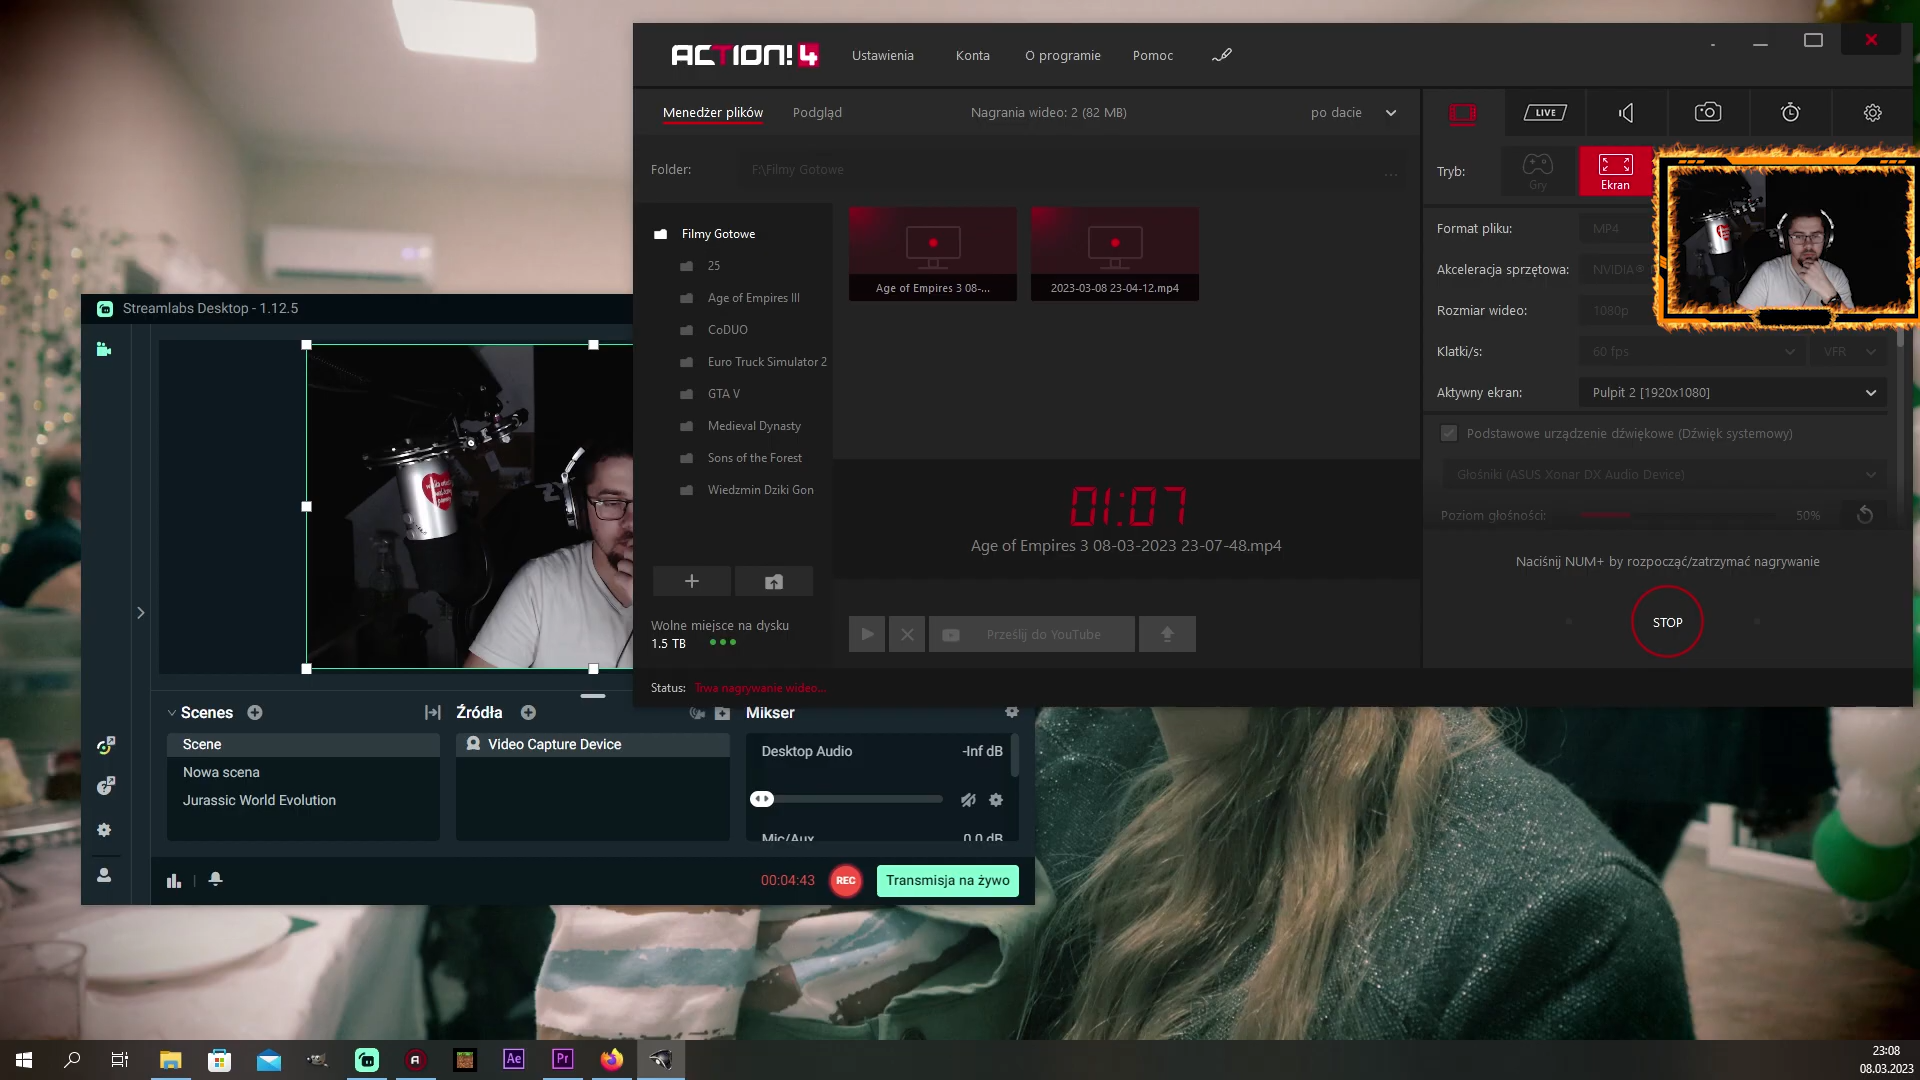 ACTION! 4
Ustawienia
Konta
O programie
Pomoc
Menedżer plików
Podgląd
Nagrania wideo: 2 (82 MB)
po dacie
LIVE
Folder:
F:\Filmy Gotowe
...
Tryb:
Gry
Ekran
Filmy Gotowe
25
Age of Empires III
CoDUO
Euro Truck Simulator 2
GTA V
Medieval Dynasty
Sons of the Forest
Wiedzmin Dziki Gon
Age of Empires 3 08-...
2023-03-08 23-04-12.mp4
Format pliku:
MP4
Akceleracja sprzętowa:
NVIDIA®
Rozmiar wideo:
1080p
Klatki/s:
60 fps
VFR
Aktywny ekran:
Pulpit 2 [1920x1080]
Podstawowe urządzenie dźwiękowe (Dźwięk systemowy)
Głośniki (ASUS Xonar DX Audio Device)
Poziom głośności:
50%
01:07
Age of Empires 3 08-03-2023 23-07-48.mp4
Naciśnij NUM+ by rozpocząć/zatrzymać nagrywanie
STOP
Wolne miejsce na dysku
1.5 TB
Prześlij do YouTube
Status: Trwa nagrywanie wideo...
Streamlabs Desktop - 1.12.5
Scenes
Źródła
Mikser
Scene
Nowa scena
Jurassic World Evolution
Video Capture Device
Desktop Audio
-Inf dB
Mic/Aux
0.0 dB
00:04:43
REC
Transmisja na żywo
Ae
Pr
23:08
08.03.2023